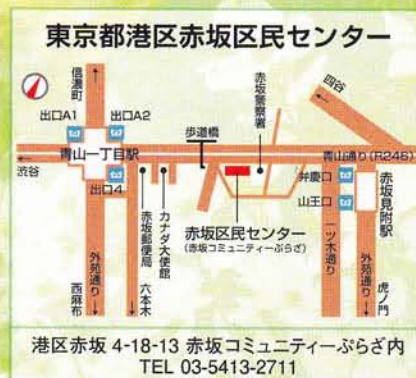 東京都港区赤坂区民センター
信濃町
四谷
出口A1
出口A2
歩道橋
赤坂警察署
青山一丁目駅
青山通り(R246)
渋谷
出口4
弁慶口
山王口
赤坂見附駅
赤坂郵便局
カナダ大使館
赤坂区民センター
(赤坂コミュニティーぷらざ)
一ツ木通り
外苑通り
六本木
外苑通り
西麻布
虎ノ門
港区赤坂 4-18-13 赤坂コミュニティーぷらざ内
TEL 03-5413-2711